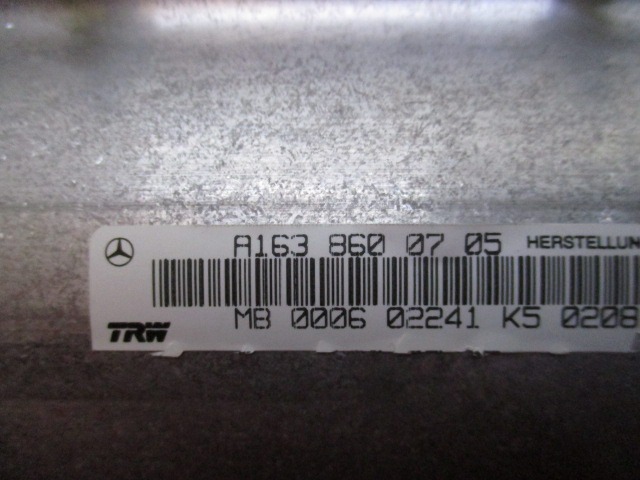 A163 860 07 05 HERSTELLUN
MB 0006 02241 K5 0208
TRW